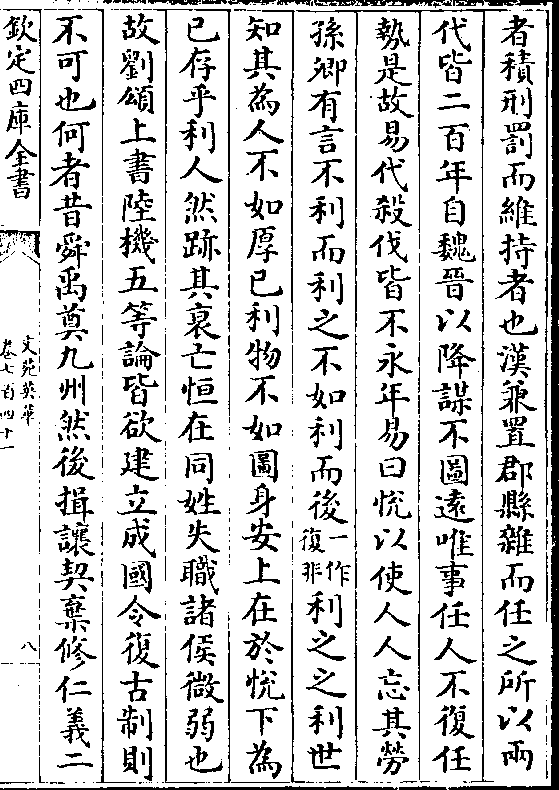 者積刑罰而維持者也漢兼置郡縣雜而任之所以兩
代皆二百年自魏晉以降謀不圖遠唯事任人不復任
勢是故易代殺伐皆不永年易曰恱以使人人忘其勞
孫卿有言不利而利之不如利而後一作復非利之之利世
知其為人不如厚已利物不如圖身安上在於恱下為
已存乎利人然跡其衰亡恒在同姓失職諸侯微弱也
故劉頌上書陸機五等論皆欲建立成國令復古制則
不可也何者昔舜禹奠九州然後揖讓契棄修仁義二
欽定四庫全書
文苑英華
卷七百四十一
八